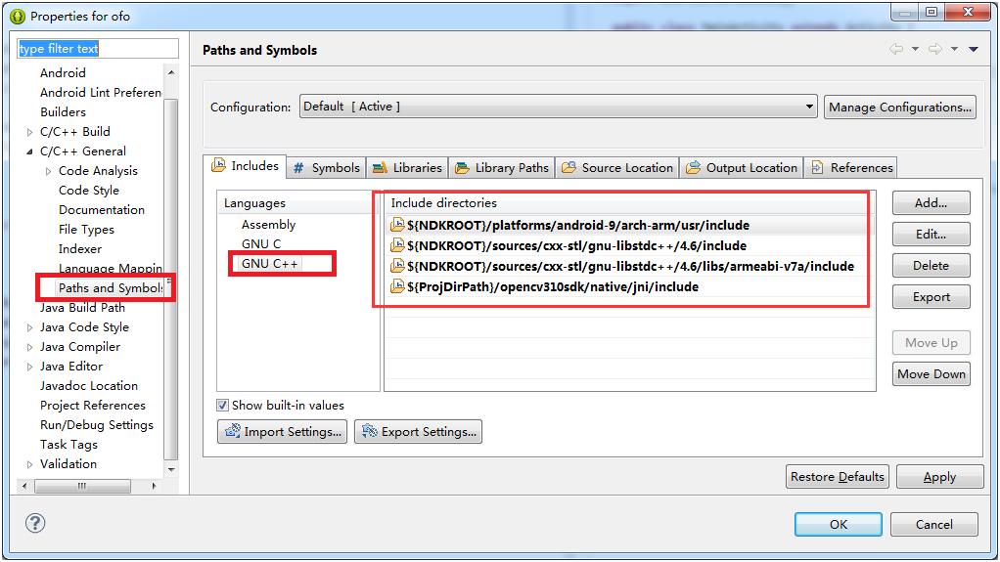 Properties for ofo
type filter text
Android
Android Lint Preferen
Builders
C/C++ Build
C/C++ General
Code Analysis
Code Style
Documentation
File Types
Indexer
Language Mappin
Paths and Symbols
Java Build Path
Java Code Style
Java Compiler
Java Editor
Javadoc Location
Project References
Run/Debug Settings
Task Tags
Validation
Paths and Symbols
Configuration:
Default [ Active ]
Manage Configurations...
Includes
# Symbols
Libraries
Library Paths
Source Location
Output Location
References
Languages
Assembly
GNU C
GNU C++
Include directories
${NDKROOT}/platforms/android-9/arch-arm/usr/include
${NDKROOT}/sources/cxx-stl/gnu-libstdc++/4.6/include
${NDKROOT}/sources/cxx-stl/gnu-libstdc++/4.6/libs/armeabi-v7a/include
${ProjDirPath}/opencv310sdk/native/jni/include
Add...
Edit...
Delete
Export
Move Up
Move Down
Show built-in values
Import Settings...
Export Settings...
Restore Defaults
Apply
OK
Cancel